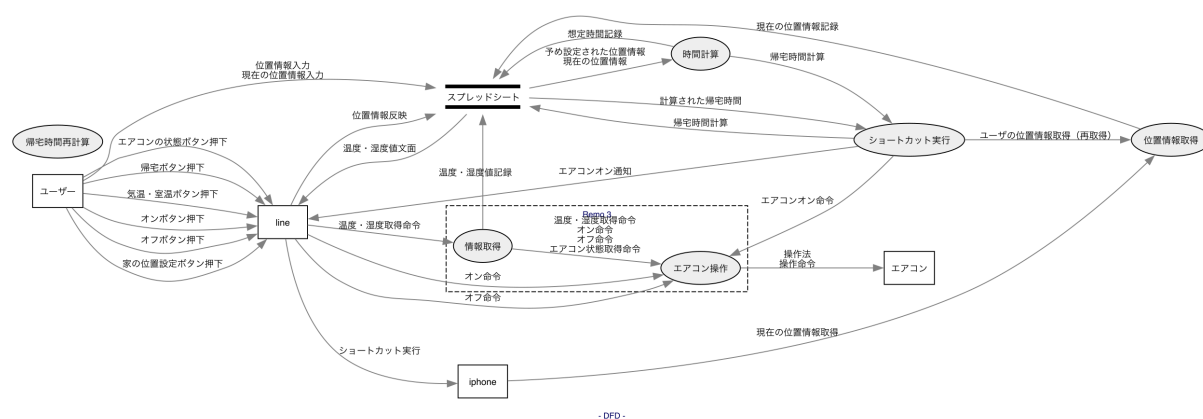 現在の位置情報記録
想定時間記録
時間計算
予め設定された位置情報
現在の位置情報
帰宅時間計算
位置情報入力
現在の位置情報入力
スプレッドシート
計算された帰宅時間
帰宅時間計算
位置情報反映
ショートカット実行
ユーザの位置情報取得（再取得）
位置情報取得
帰宅時間再計算
エアコンの状態ボタン押下
温度・湿度値文面
帰宅ボタン押下
温度・湿度値記録
エアコンオン通知
ユーザー
気温・室温ボタン押下
エアコンオン命令
オンボタン押下
line
温度・湿度取得命令
Remo 3
温度・湿度取得命令
オン命令
オフ命令
エアコン状態取得命令
オフボタン押下
情報取得
家の位置設定ボタン押下
エアコン操作
操作法
操作命令
エアコン
オン命令
オフ命令
現在の位置情報取得
ショートカット実行
iphone
- DFD -